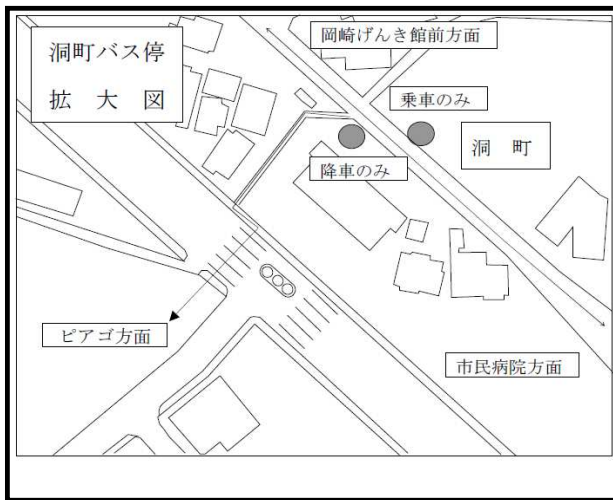 洞町バス停
拡 大 図
岡崎げんき館前方面
乗車のみ
洞 町
降車のみ
ピアゴ方面
市民病院方面